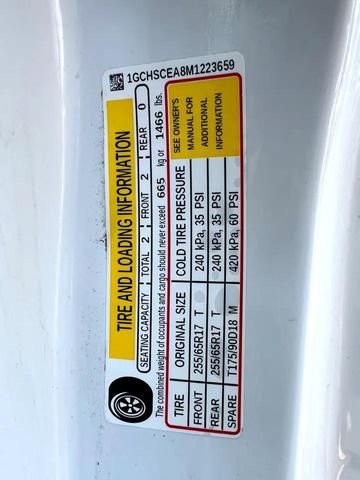 1GCHSCEA8M1223659
TIRE AND LOADING INFORMATION
SEATING CAPACITY TOTAL 2 FRONT 2 REAR 0
The combined weight of occupants and cargo should never exceed 665 kg or 1466 lbs.
TIRE ORIGINAL SIZE COLD TIRE PRESSURE
FRONT 255/65R17 T 240 kPa, 35 PSI
REAR 255/65R17 T 240 kPa, 35 PSI
SPARE T175/90D18 M 420 kPa, 60 PSI
SEE OWNER'S
MANUAL FOR
ADDITIONAL
INFORMATION